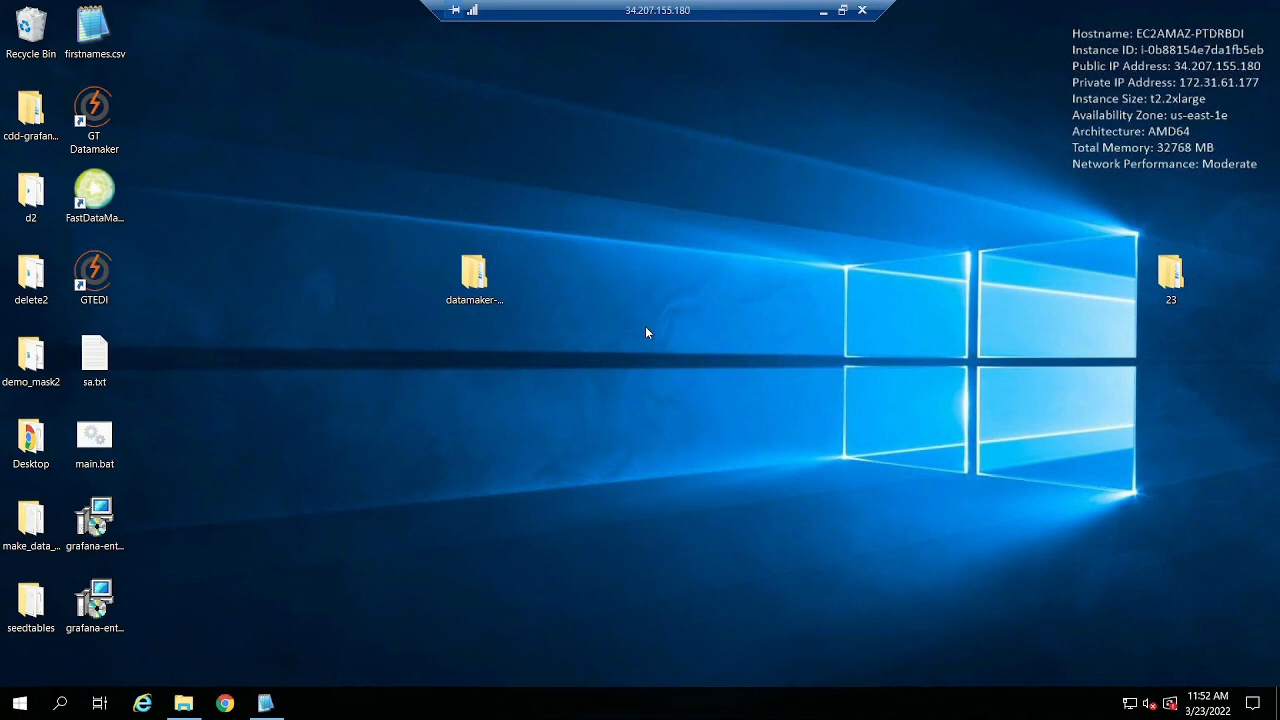 34.207.155.180
Hostname: EC2AMAZ-PTDRBDI
Instance ID: i-0b88154e7da1fb5eb
Public IP Address: 34.207.155.180
Private IP Address: 172.31.61.177
Instance Size: t2.2xlarge
Availability Zone: us-east-1e
Architecture: AMD64
Total Memory: 32768 MB
Network Performance: Moderate
Recycle Bin
firstnames.csv
cdd-grafan...
GT
Datamaker
d2
FastDataMa...
delete2
GTEDI
datamaker-...
23
demo_mask2
sa.txt
Desktop
main.bat
make_data_...
grafana-ent...
seedtables
grafana-ent...
11:52 AM
3/23/2022